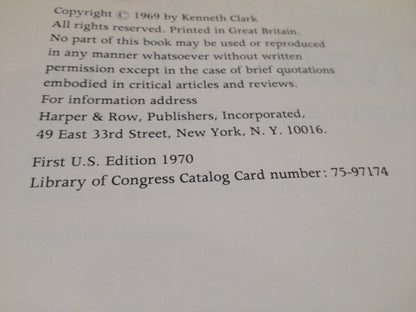 Copyright © 1969 by Kenneth Clark
All rights reserved. Printed in Great Britain.
No part of this book may be used or reproduced
in any manner whatsoever without written
permission except in the case of brief quotations
embodied in critical articles and reviews.
For information address
Harper & Row, Publishers, Incorporated,
49 East 33rd Street, New York, N. Y. 10016.
First U.S. Edition 1970
Library of Congress Catalog Card number: 75-97174